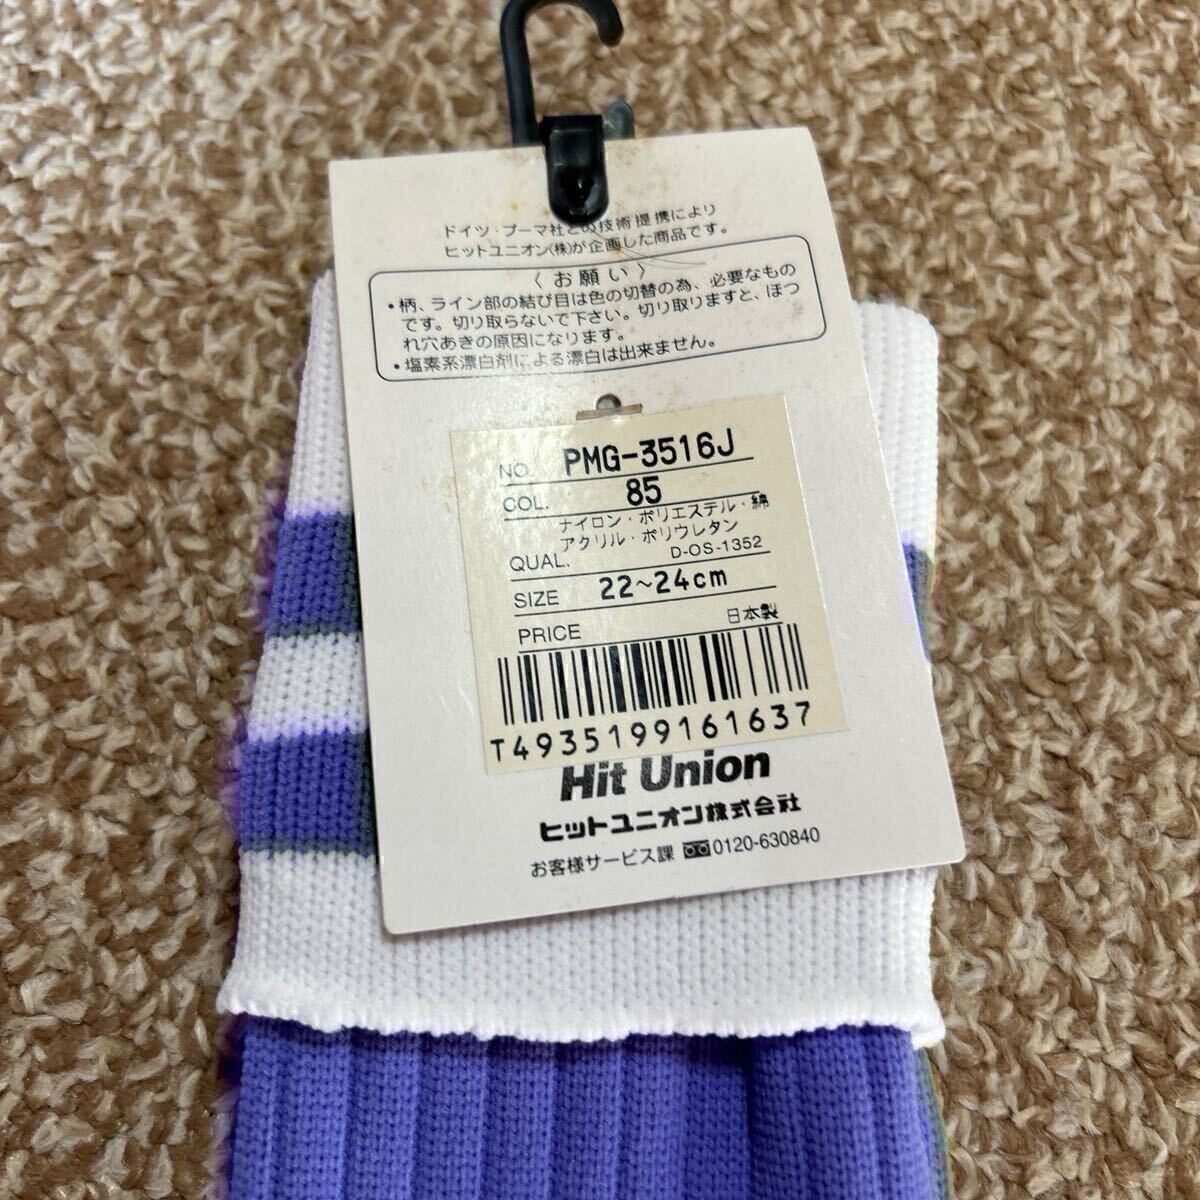 ドイツ・プーマ社との技術提携により
ヒットユニオン(株)が企画した商品です。
〈お願い〉
・柄、ライン部の結び目は色の切替の為、必要なもの
です。切り取らないで下さい。切り取りますと、ほつ
れ穴あきの原因になります。
・塩素系漂白剤による漂白は出来ません。
NO. PMG-3516J
COL. 85
ナイロン・ポリエステル・綿
アクリル・ポリウレタン
QUAL. D-OS-1352
SIZE 22~24cm
PRICE 日本製
T4935199161637
Hit Union
ヒットユニオン株式会社
お客様サービス課 0120-630840